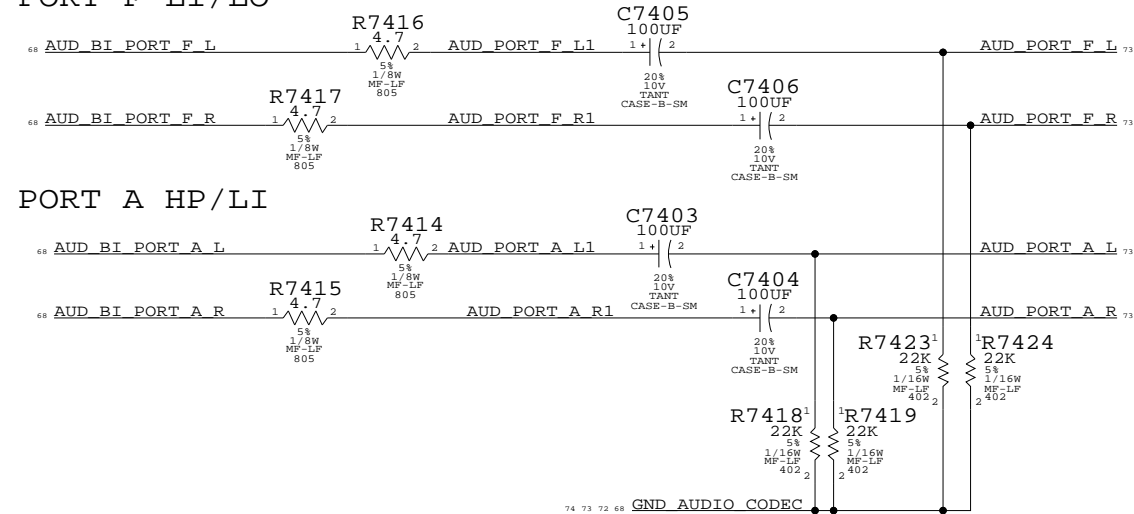 PORT F LI/LO
R7416
4.7
68 AUD_BI_PORT_F_L 1 2 AUD_PORT_F_L1
5%
1/8W
MF-LF
805
C7405
100UF
1 + 2
20%
10V
TANT
CASE-B-SM
AUD_PORT_F_L 73
R7417
4.7
68 AUD_BI_PORT_F_R 1 2 AUD_PORT_F_R1
5%
1/8W
MF-LF
805
C7406
100UF
1 + 2
20%
10V
TANT
CASE-B-SM
AUD_PORT_F_R 73
PORT A HP/LI
R7414
4.7
68 AUD_BI_PORT_A_L 1 2 AUD_PORT_A_L1
5%
1/8W
MF-LF
805
C7403
100UF
1 + 2
20%
10V
TANT
CASE-B-SM
AUD_PORT_A_L 73
R7415
4.7
68 AUD_BI_PORT_A_R 1 2 AUD_PORT_A_R1
5%
1/8W
MF-LF
805
C7404
100UF
1 + 2
20%
10V
TANT
CASE-B-SM
AUD_PORT_A_R 73
R7423 1
22K
5%
1/16W
MF-LF
402 2
1 R7424
22K
5%
1/16W
MF-LF
2 402
R7418 1
22K
5%
1/16W
MF-LF
402 2
1 R7419
22K
5%
1/16W
MF-LF
2 402
74 73 72 68 GND_AUDIO_CODEC